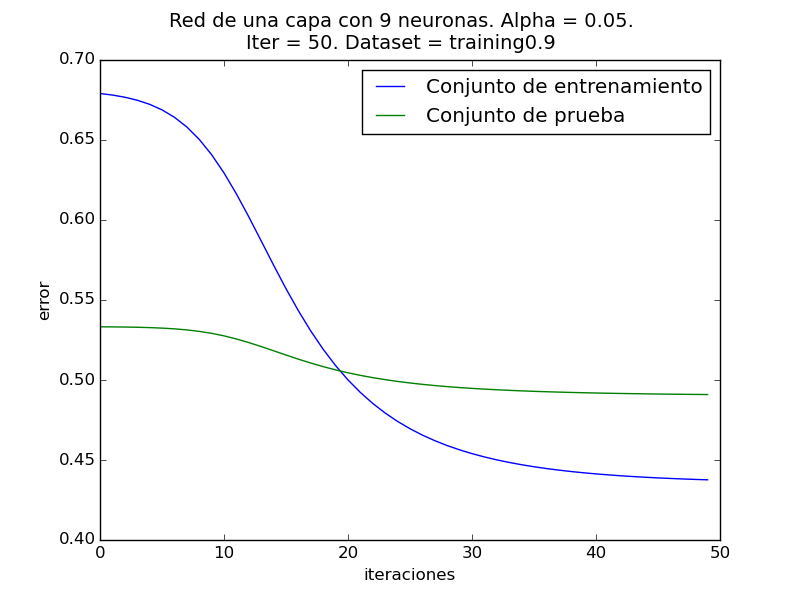 Red de una capa con 9 neuronas. Alpha = 0.05.
Iter = 50. Dataset = training0.9
Conjunto de entrenamiento
Conjunto de prueba
error
0.70
0.65
0.60
0.55
0.50
0.45
0.40
0 10 20 30 40 50
iteraciones